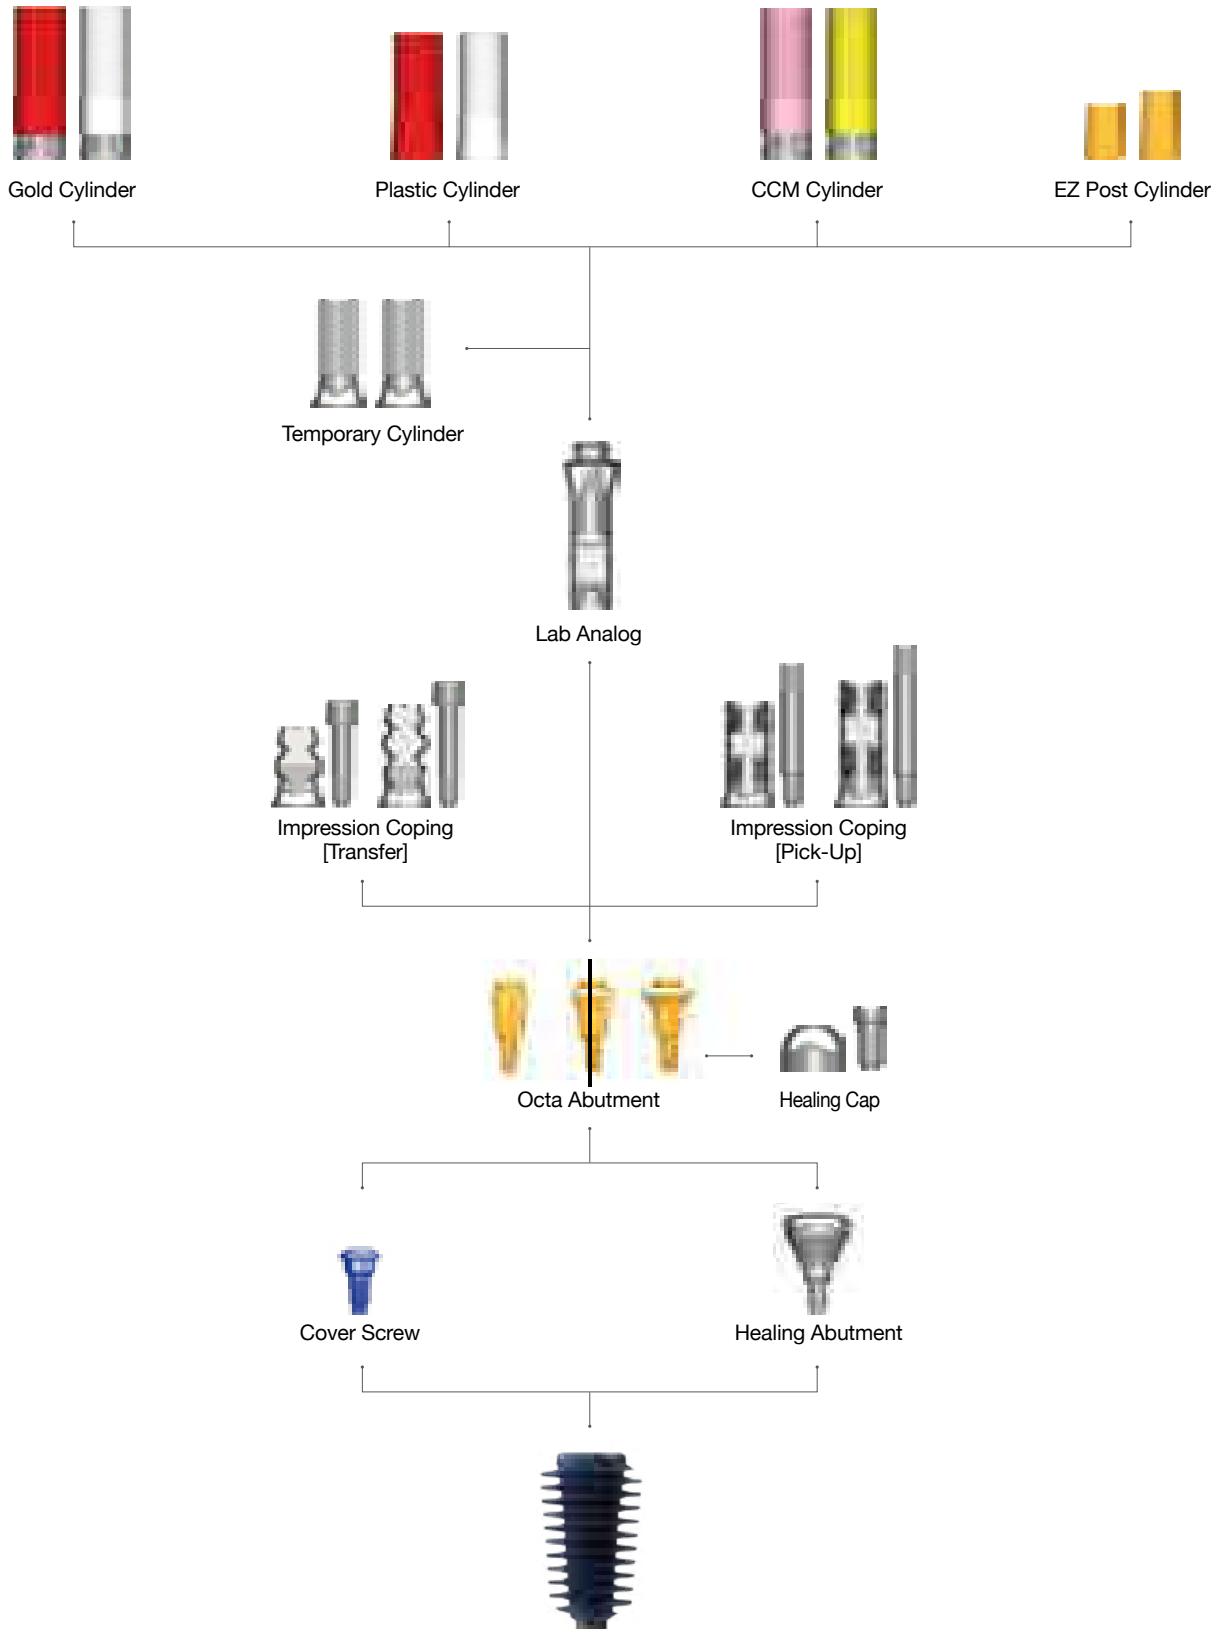 Gold Cylinder
Plastic Cylinder
CCM Cylinder
EZ Post Cylinder
Temporary Cylinder
Lab Analog
Impression Coping
[Transfer]
Impression Coping
[Pick-Up]
Octa Abutment
Healing Cap
Cover Screw
Healing Abutment